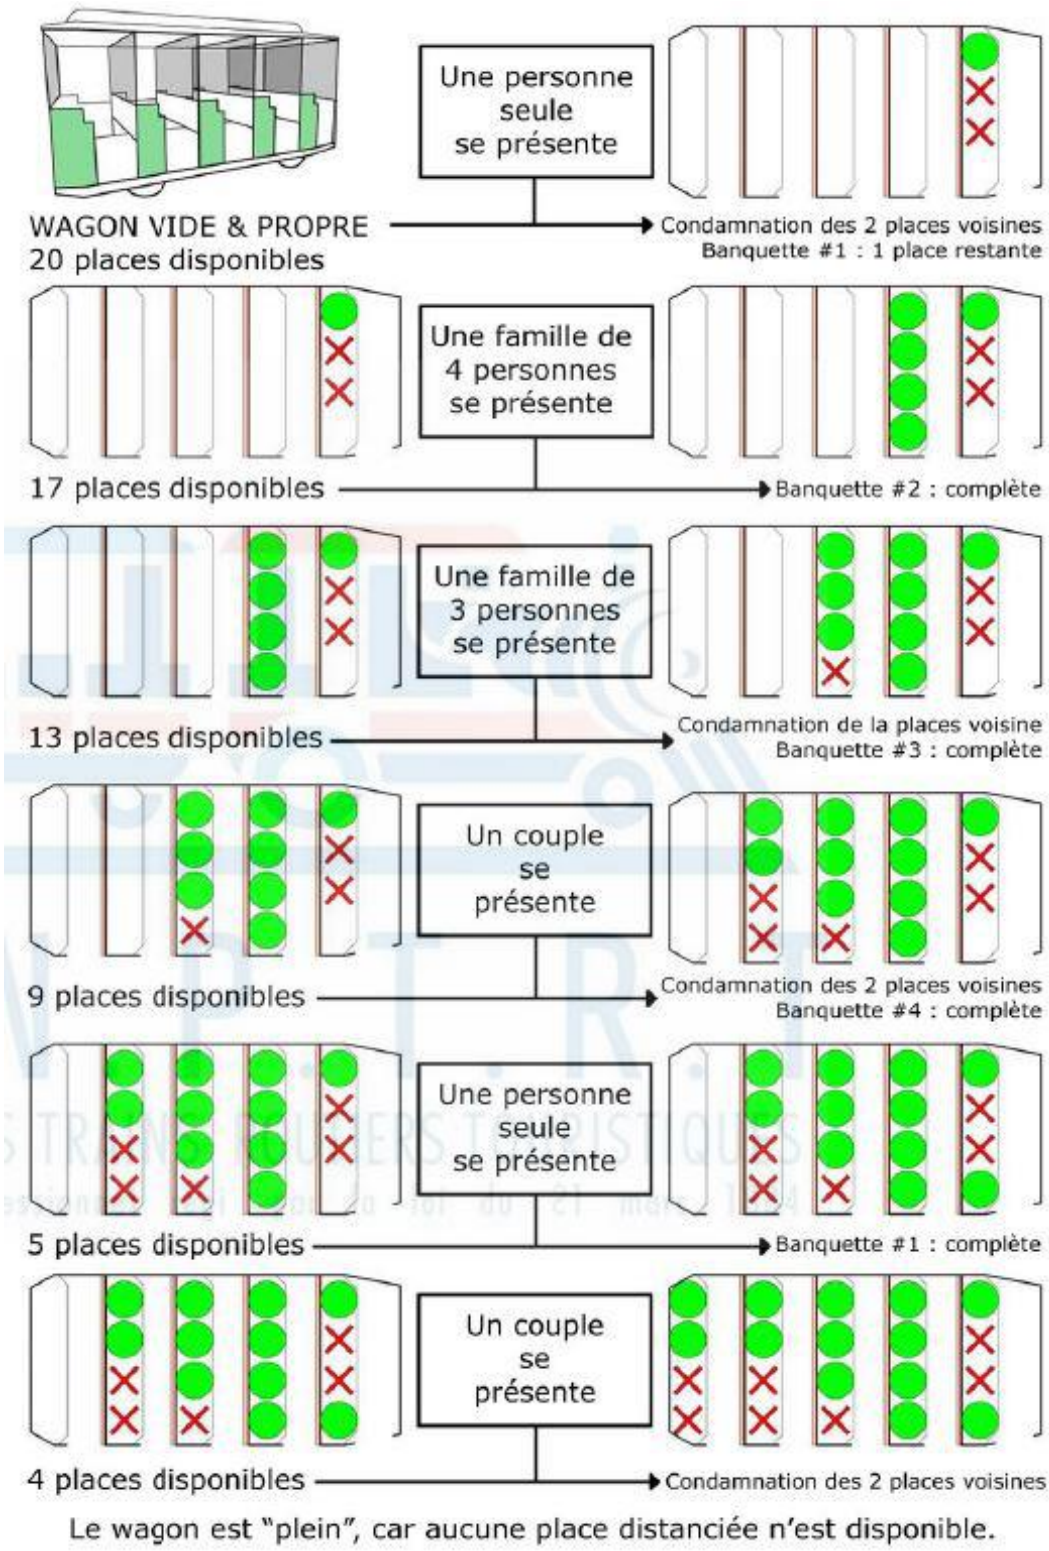 Une personne
seule
se présente
WAGON VIDE & PROPRE
20 places disponibles
Condamnation des 2 places voisines
Banquette #1 : 1 place restante
Une famille de
4 personnes
se présente
17 places disponibles
Banquette #2 : complète
Une famille de
3 personnes
se présente
13 places disponibles
Condamnation de la places voisine
Banquette #3 : complète
Un couple
se
présente
9 places disponibles
Condamnation des 2 places voisines
Banquette #4 : complète
N.P.T.R.T
Une personne
seule
se présente
S TRAINS ROUTIERS TOURISTIQUES
5 places disponibles
Banquette #1 : complète
Un couple
se
présente
4 places disponibles
Condamnation des 2 places voisines
Le wagon est “plein”, car aucune place distanciée n'est disponible.